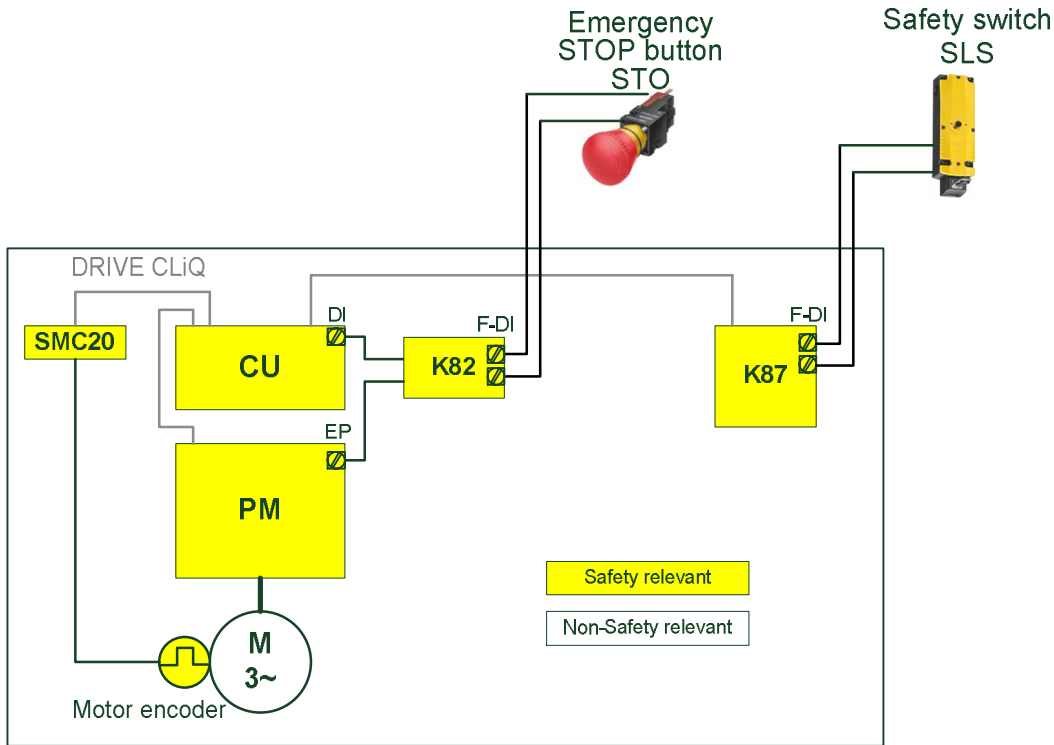 Emergency
STOP button
STO
Safety switch
SLS
DRIVE CLiQ
SMC20
CU
DI
K82
F-DI
K87
F-DI
EP
PM
Safety relevant
Non-Safety relevant
M
3~
Motor encoder